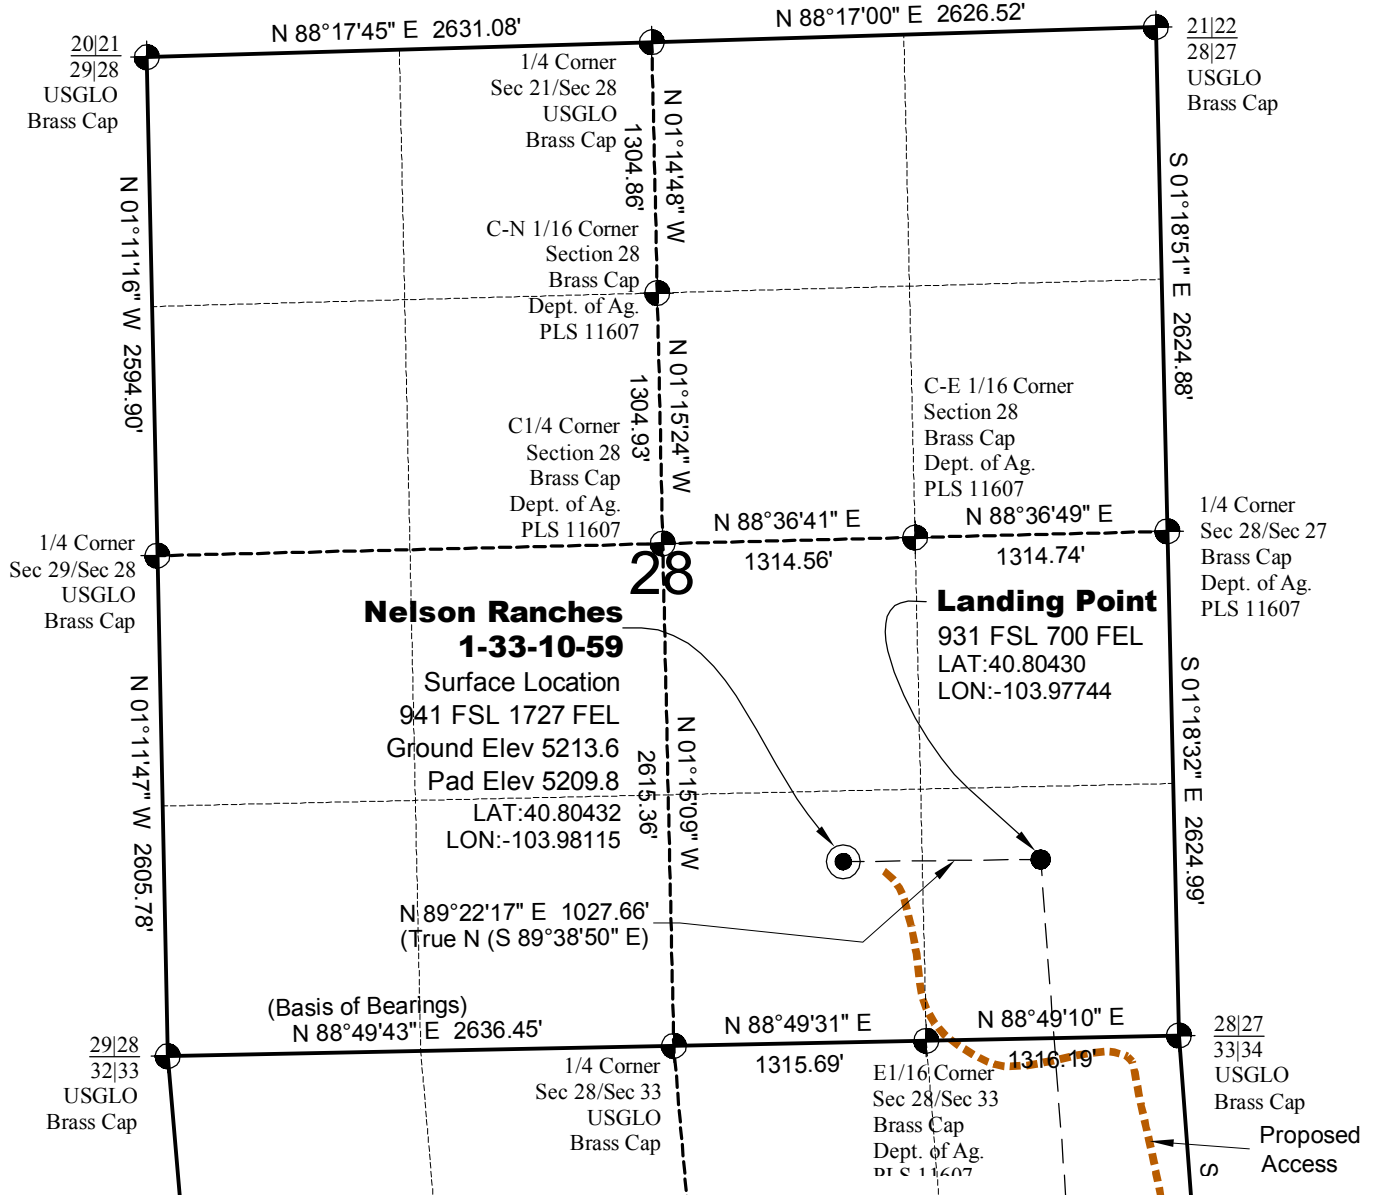 N 88°17'45" E 2631.08'
N 88°17'00" E 2626.52'
20|21
29|28
USGLO
Brass Cap
1/4 Corner
Sec 21/Sec 28
USGLO
Brass Cap
21|22
28|27
USGLO
Brass Cap
N 01°14'48" W
1304.86'
N 01°11'16" W 2594.90'
S 01°18'51" E 2624.88'
C-N 1/16 Corner
Section 28
Brass Cap
Dept. of Ag.
PLS 11607
N 01°15'24" W
1304.93'
C-E 1/16 Corner
Section 28
Brass Cap
Dept. of Ag.
PLS 11607
C1/4 Corner
Section 28
Brass Cap
Dept. of Ag.
PLS 11607
N 88°36'41" E
1314.56'
N 88°36'49" E
1314.74'
1/4 Corner
Sec 28/Sec 27
Brass Cap
Dept. of Ag.
PLS 11607
1/4 Corner
Sec 29/Sec 28
USGLO
Brass Cap
28
Nelson Ranches
1-33-10-59
Surface Location
941 FSL 1727 FEL
Ground Elev 5213.6
Pad Elev 5209.8
LAT:40.80432
LON:-103.98115
Landing Point
931 FSL 700 FEL
LAT:40.80430
LON:-103.97744
N 01°11'47" W 2605.78'
N 01°15'09" W
2615.36'
S 01°18'32" E 2624.99'
N 89°22'17" E 1027.66'
(True N (S 89°38'50" E)
(Basis of Bearings)
N 88°49'43" E 2636.45'
N 88°49'31" E
1315.69'
N 88°49'10" E
1316.19'
29|28
32|33
USGLO
Brass Cap
1/4 Corner
Sec 28/Sec 33
USGLO
Brass Cap
E1/16 Corner
Sec 28/Sec 33
Brass Cap
Dept. of Ag.
PLS 11607
28|27
33|34
USGLO
Brass Cap
Proposed
Access
S